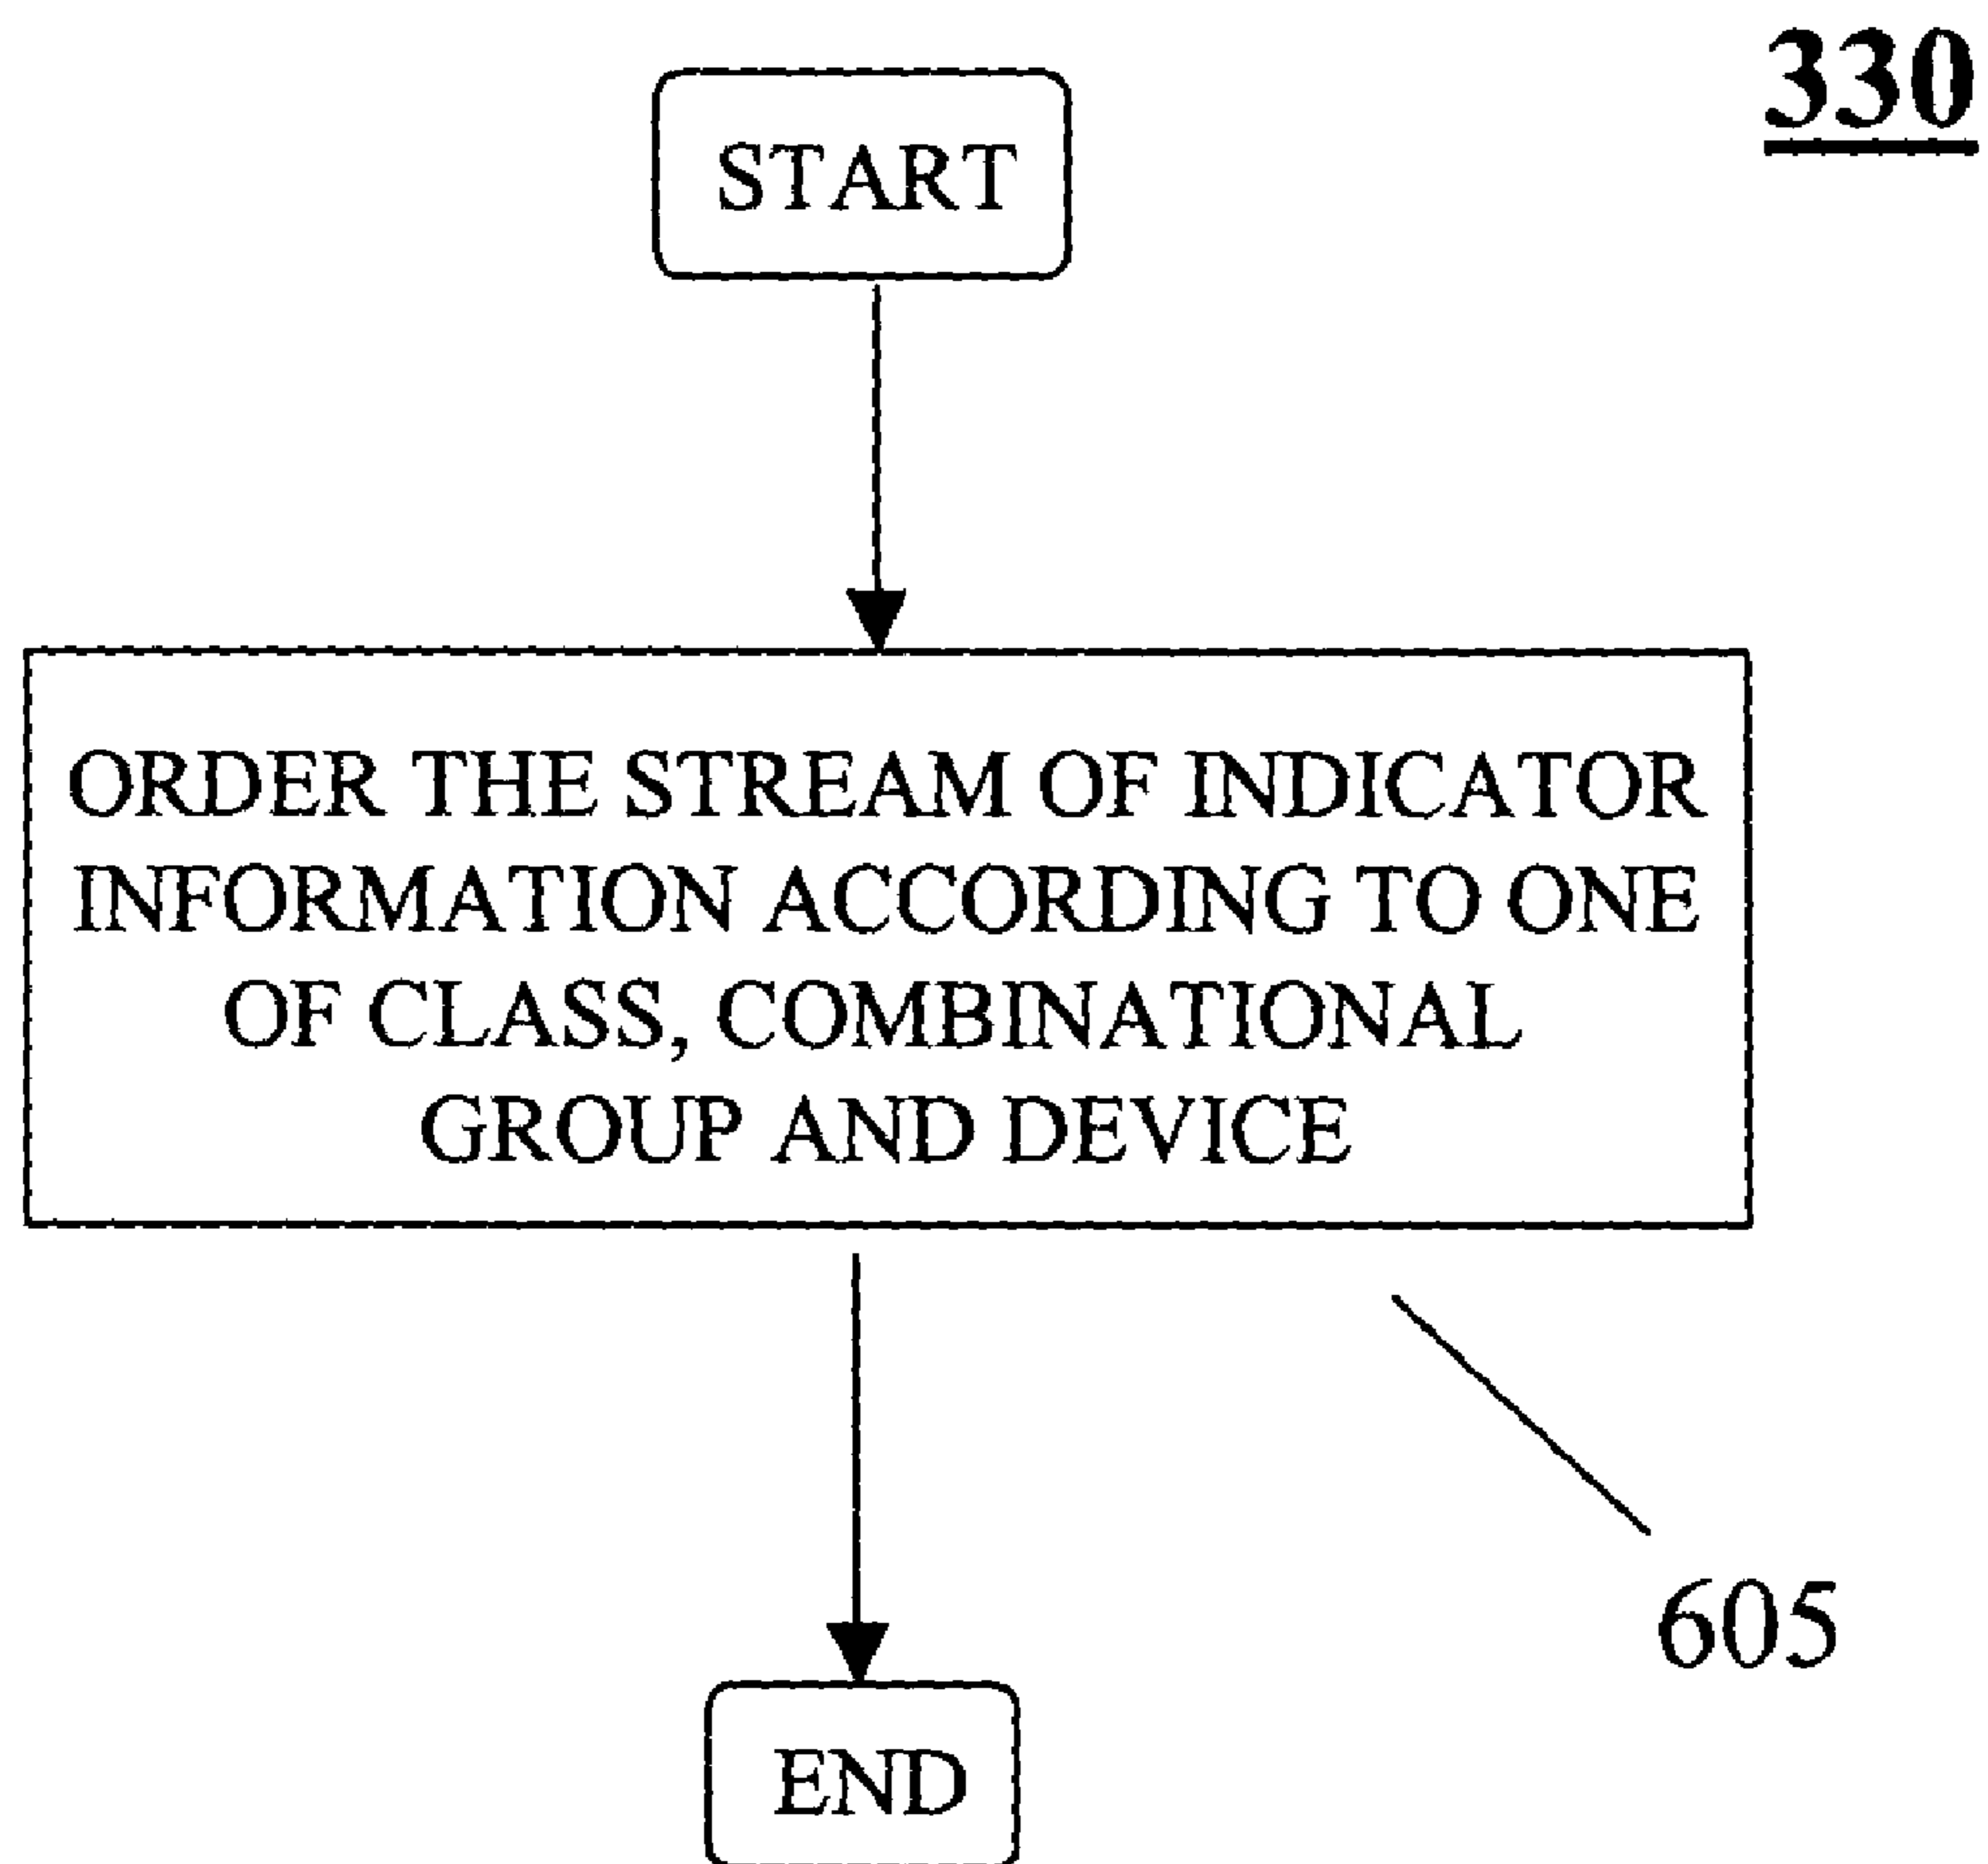 330
START
ORDER THE STREAM OF INDICATOR
INFORMATION ACCORDING TO ONE
OF CLASS, COMBINATIONAL
GROUP AND DEVICE
605
END